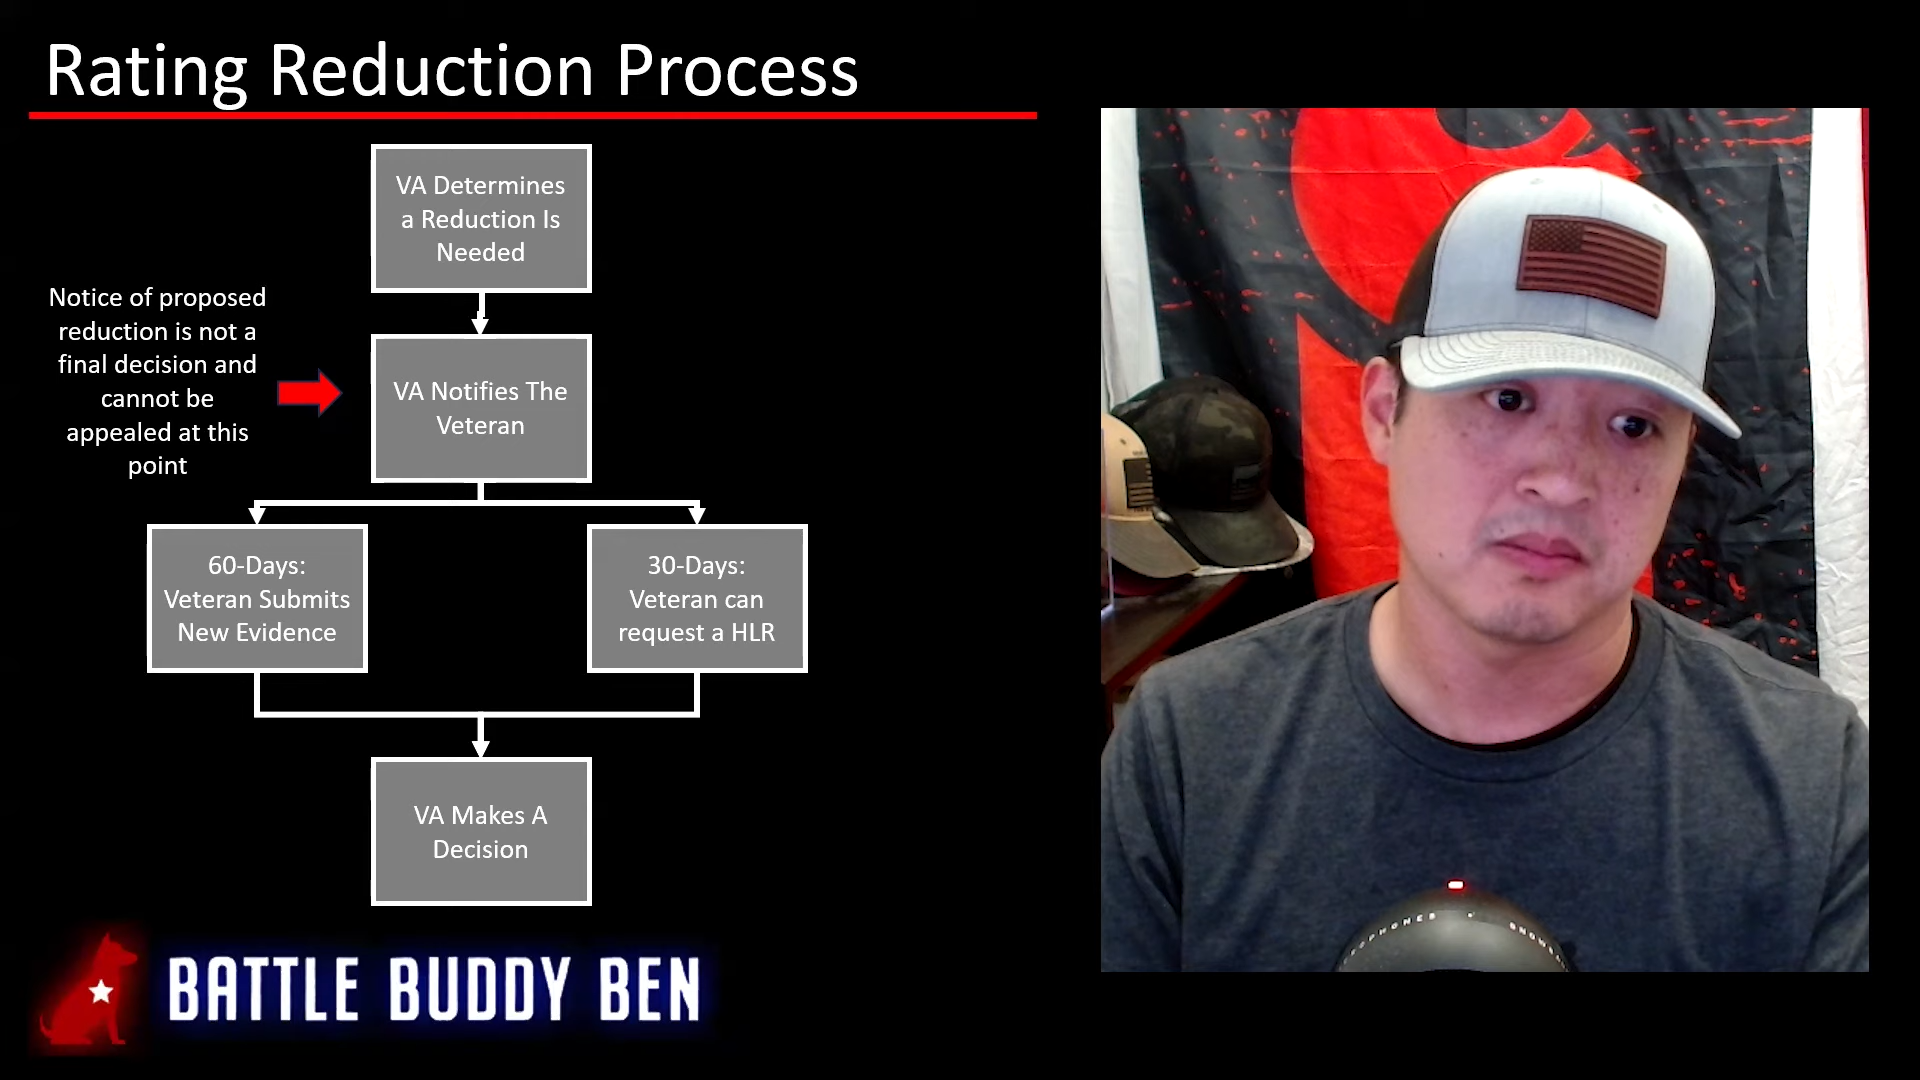 Rating Reduction Process
VA Determines
a Reduction Is
Needed
Notice of proposed
reduction is not a
final decision and
cannot be
appealed at this
point
VA Notifies The
Veteran
60-Days:
Veteran Submits
New Evidence
30-Days:
Veteran can
request a HLR
VA Makes A
Decision
BATTLE BUDDY BEN